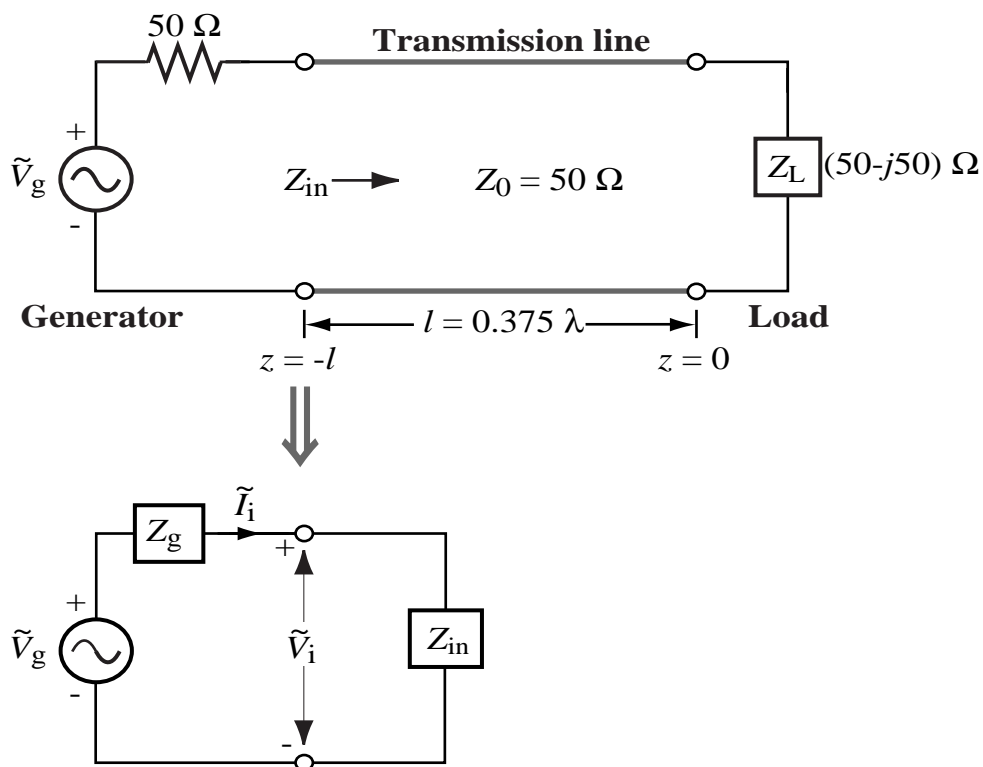 50 Ω
Transmission line
+
Ṽg
-
Zin
Z0 = 50 Ω
ZL
(50-j50) Ω
Generator
l = 0.375 λ
Load
z = -l
z = 0
Ĩi
Zg
+
+
Ṽg
-
Ṽi
Zin
-